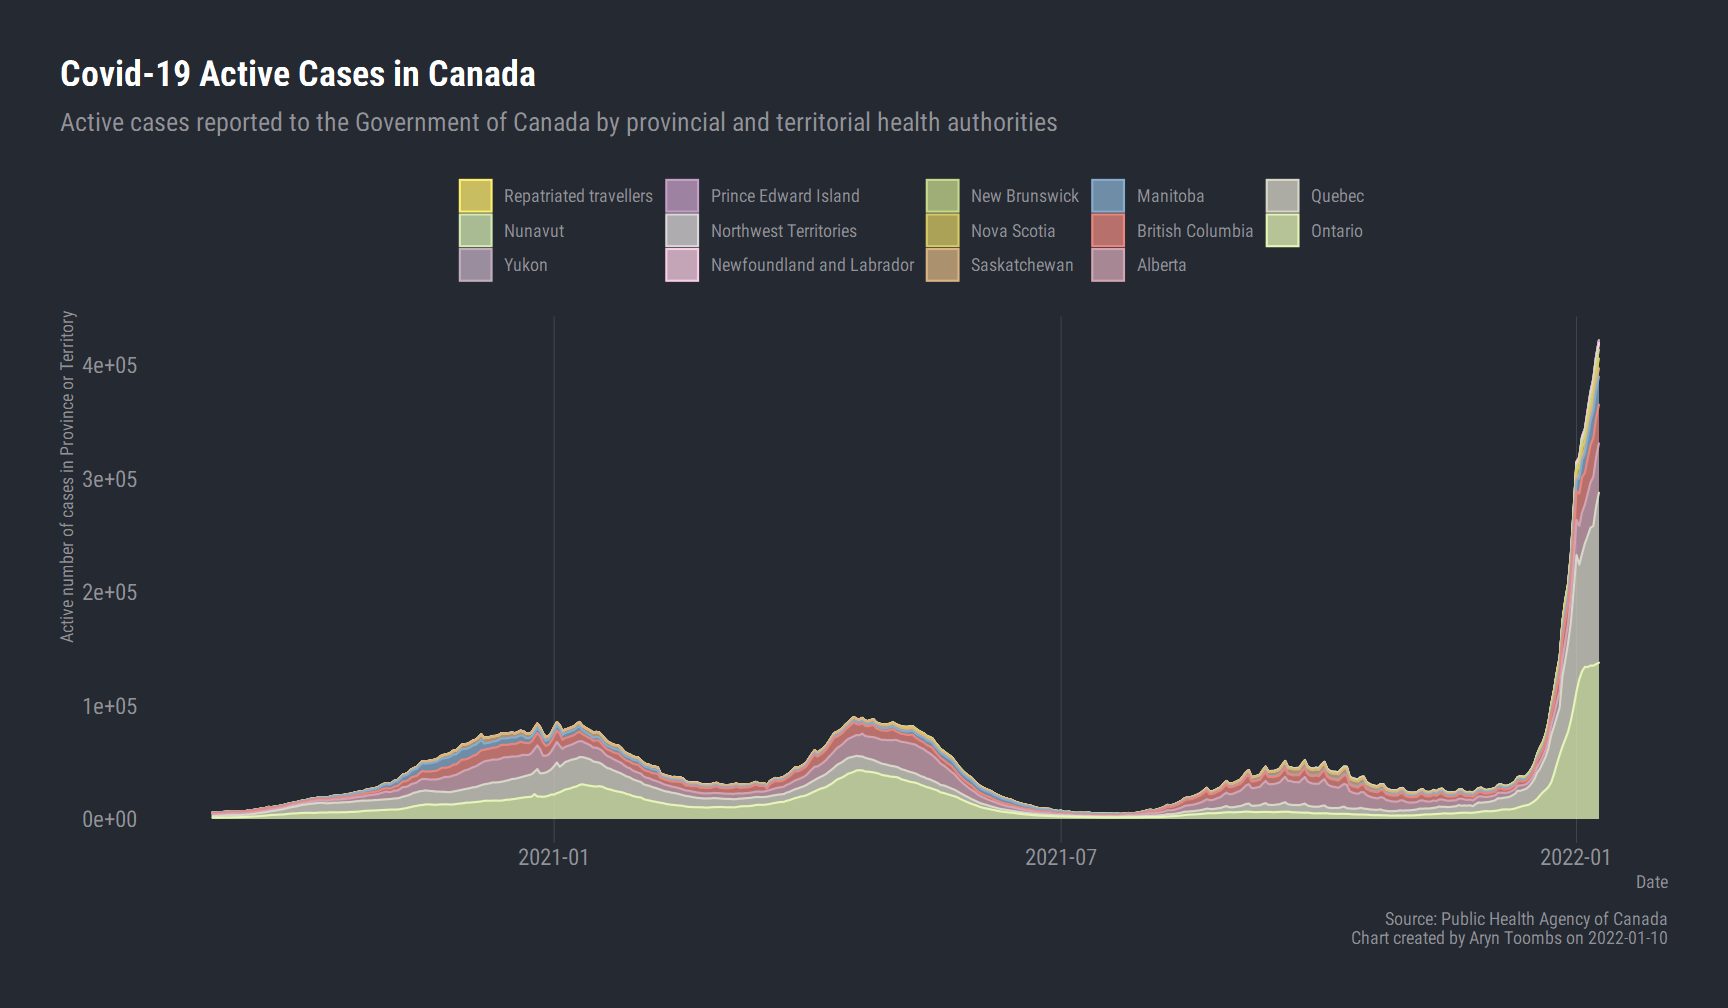 Covid-19 Active Cases in Canada
Active cases reported to the Government of Canada by provincial and territorial health authorities
Repatriated travellers Prince Edward Island New Brunswick Manitoba Quebec
Nunavut Northwest Territories Nova Scotia British Columbia Ontario
Yukon Newfoundland and Labrador Saskatchewan Alberta
Active number of cases in Province or Territory
4e+05
3e+05
2e+05
1e+05
0e+00
2021-01 2021-07 2022-01
Date
Source: Public Health Agency of Canada
Chart created by Aryn Toombs on 2022-01-10